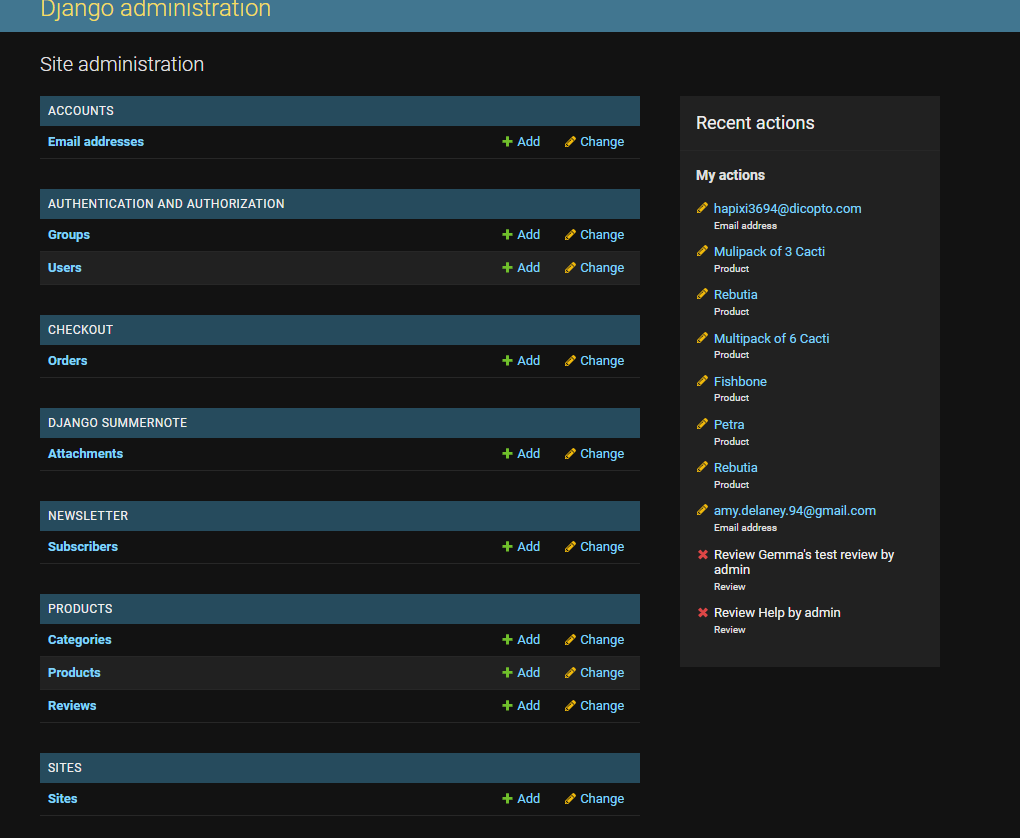 Django administration
Site administration
ACCOUNTS
Email addresses Add Change
AUTHENTICATION AND AUTHORIZATION
Groups Add Change
Users Add Change
CHECKOUT
Orders Add Change
DJANGO SUMMERNOTE
Attachments Add Change
NEWSLETTER
Subscribers Add Change
PRODUCTS
Categories Add Change
Products Add Change
Reviews Add Change
SITES
Sites Add Change
Recent actions
My actions
hapixi3694@dicopto.com
Email address
Mulipack of 3 Cacti
Product
Rebutia
Product
Multipack of 6 Cacti
Product
Fishbone
Product
Petra
Product
Rebutia
Product
amy.delaney.94@gmail.com
Email address
Review Gemma's test review by
admin
Review
Review Help by admin
Review